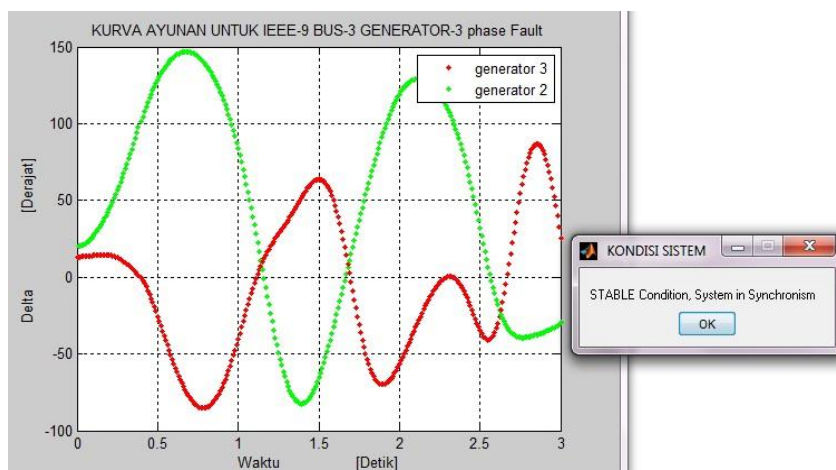 KURVA AYUNAN UNTUK IEEE-9 BUS-3 GENERATOR-3 phase Fault
generator 3
generator 2
150
100
50
0
-50
-100
Delta
[Derajat]
0
0.5
1
1.5
2
2.5
3
Waktu
[Detik]
KONDISI SISTEM
STABLE Condition, System in Synchronism
OK